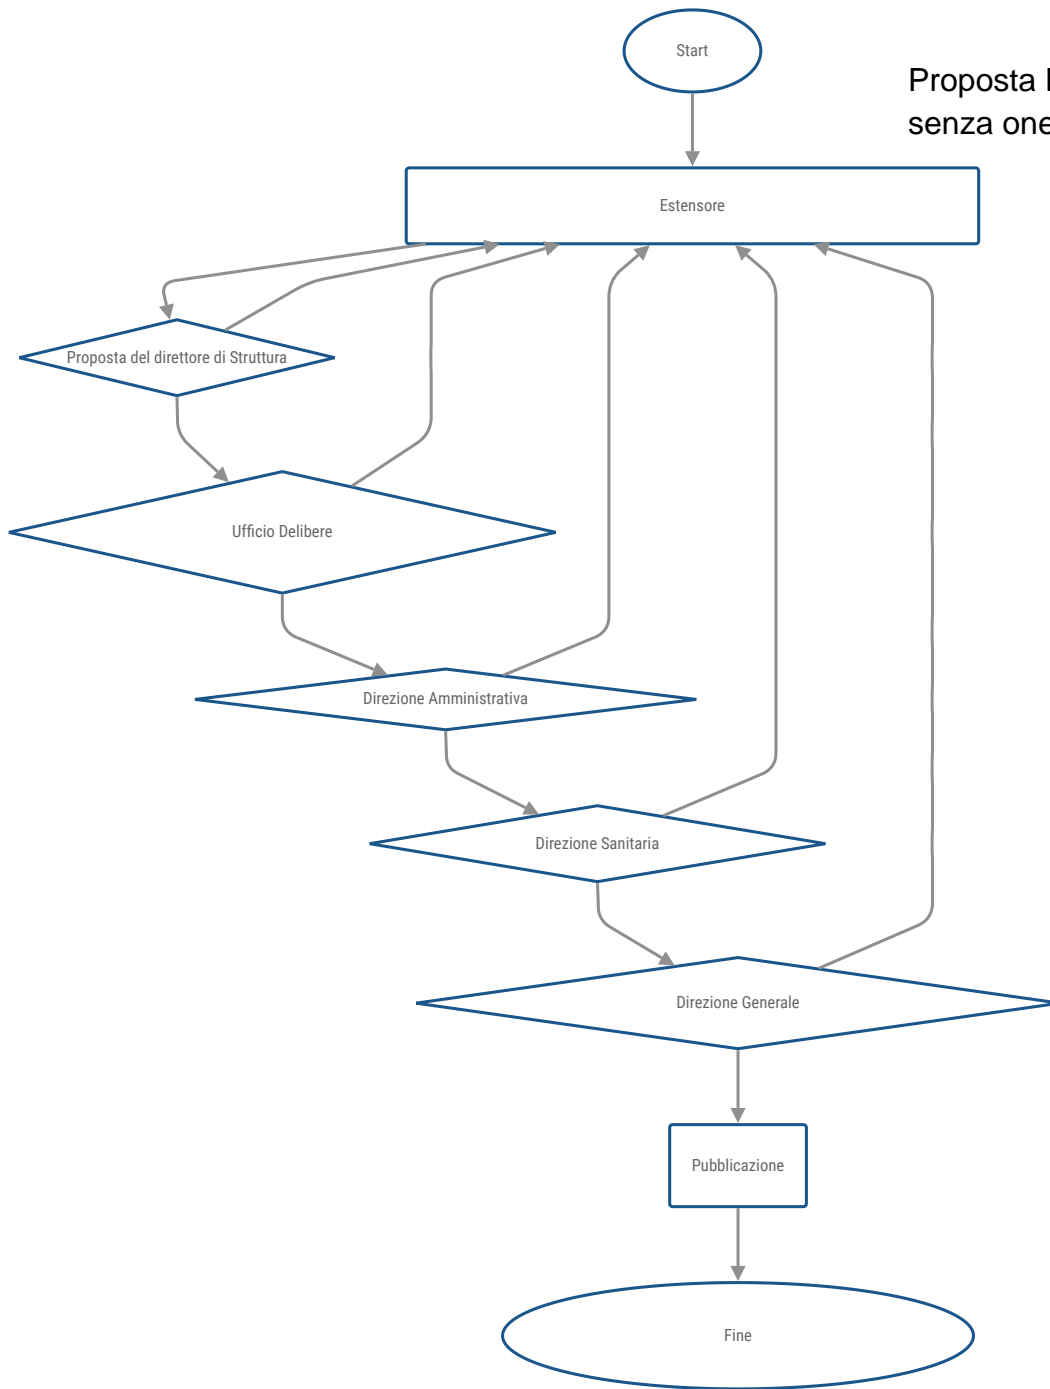 Start
Proposta
senza
Estensore
Proposta del direttore di Struttura
Ufficio Delibere
Direzione Amministrativa
Direzione Sanitaria
Direzione Generale
Pubblicazione
Fine